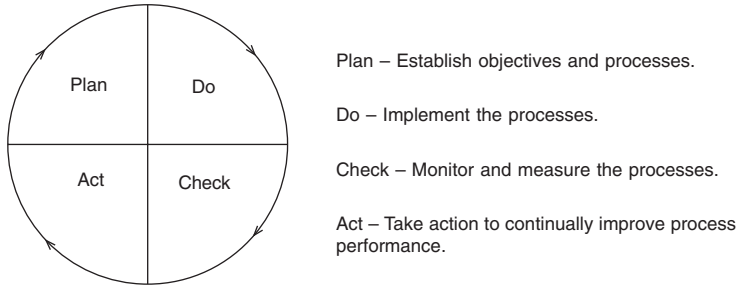 Plan
Do
Act
Check
Plan – Establish objectives and processes.
Do – Implement the processes.
Check – Monitor and measure the processes.
Act – Take action to continually improve process
performance.